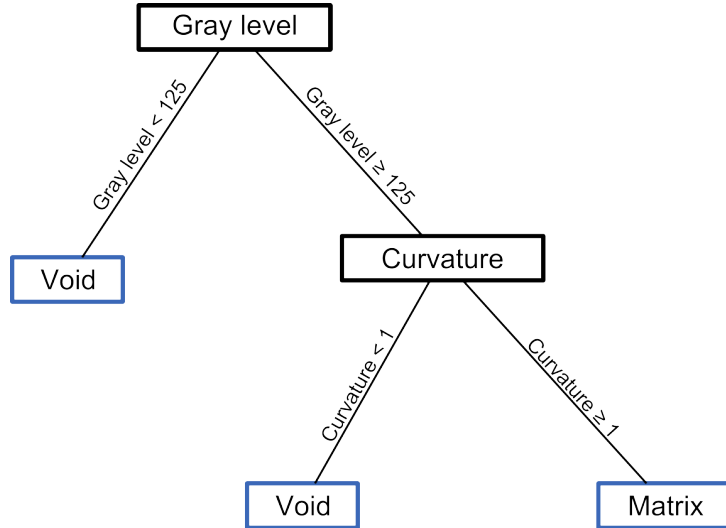 Gray level
Gray level < 125
Gray level ≥ 125
Void
Curvature
Curvature < 1
Curvature ≥ 1
Void
Matrix